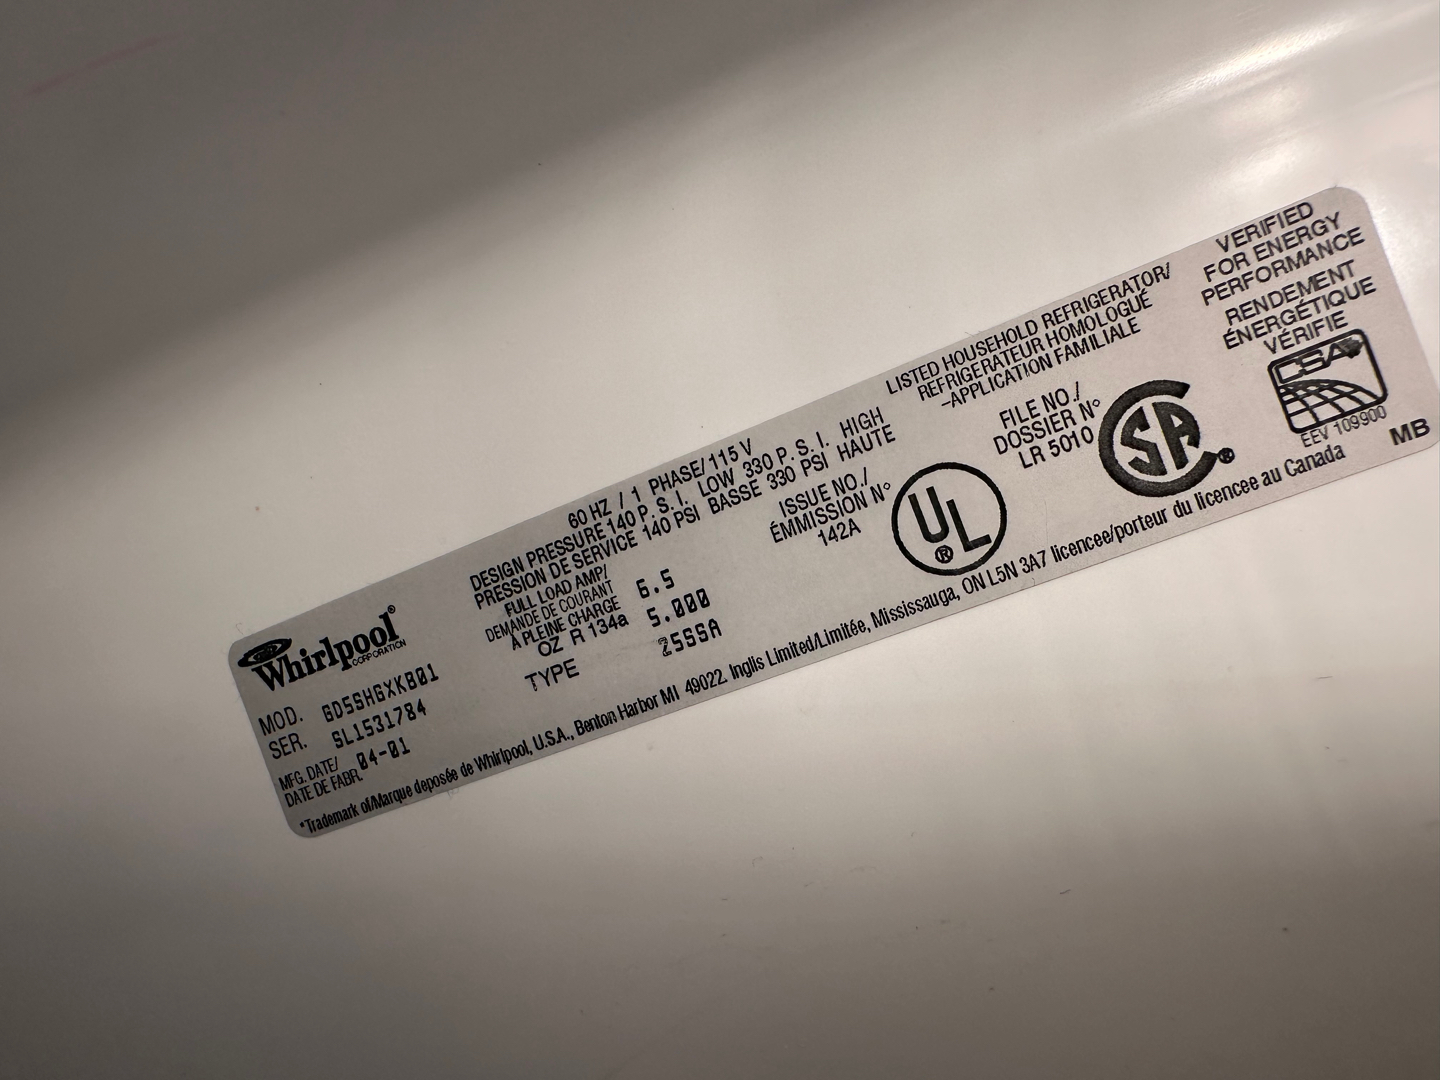 Whirlpool®
CORPORATION
MOD. GD5SHGXKB01
SER. SL1531784
MFG. DATE/
DATE DE FABR. 04-01
60 HZ / 1 PHASE/ 115 V
DESIGN PRESSURE 140 P.S.I. LOW 330 P.S.I. HIGH
PRESSION DE SERVICE 140 PSI BASSE 330 PSI HAUTE
FULL LOAD AMP/
DEMANDE DE COURANT
A PLEINE CHARGE 6.5
OZ R 134a 5.000
TYPE 25SSA
ISSUE NO./
ÉMMISSION N°
142A
UL®
LISTED HOUSEHOLD REFRIGERATOR/
REFRIGERATEUR HOMOLOGUÉ
-APPLICATION FAMILIALE
FILE NO./
DOSSIER N°
LR 5010
SA®
VERIFIED
FOR ENERGY
PERFORMANCE
RENDEMENT
ÉNERGÉTIQUE
VÉRIFIE
CSA
EEV 109900
MB
*Trademark of/Marque deposée de Whirlpool, U.S.A., Benton Harbor MI 49022. Inglis Limited/Limitée, Mississauga, ON L5N 3A7 licencee/porteur du licencee au Canada